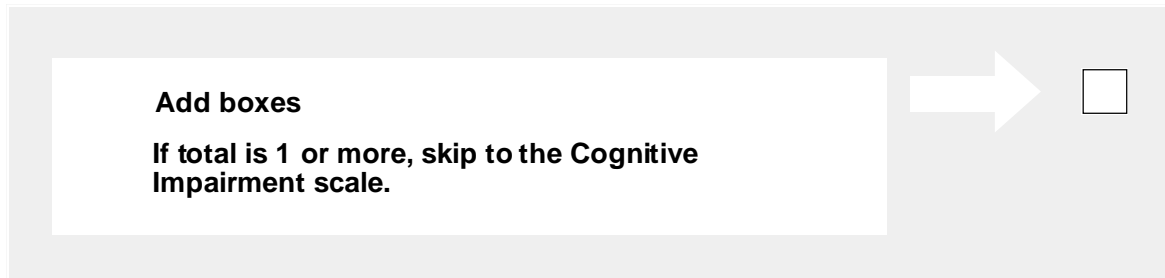 Add boxes
If total is 1 or more, skip to the Cognitive
Impairment scale.